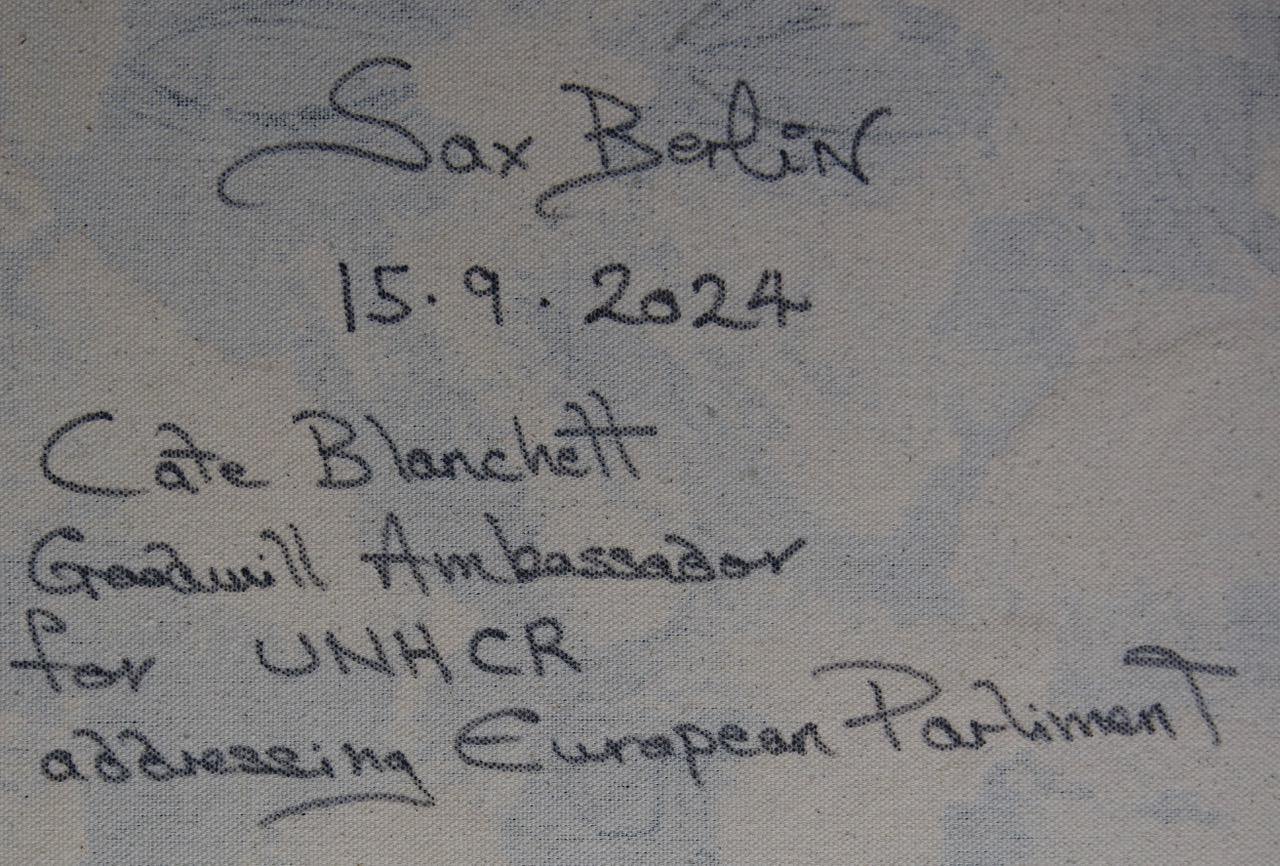 Sax Berlin
15.9.2024
Cate Blanchett
Goodwill Ambassador
for UNHCR
addressing European Parliment